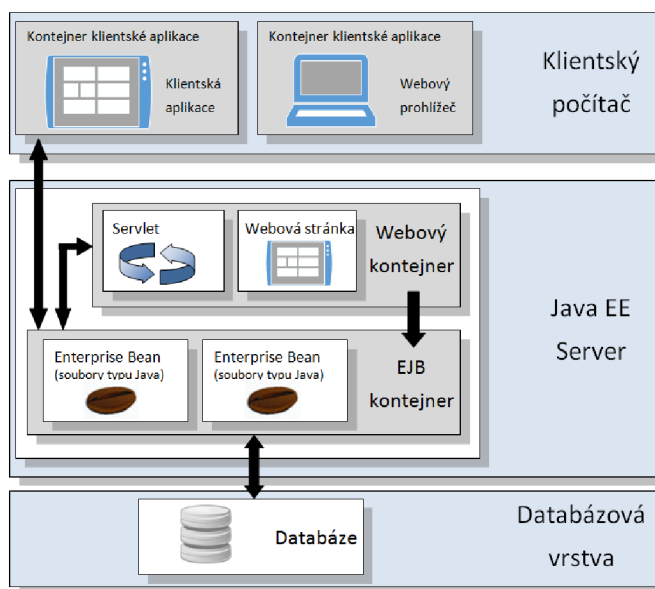 Kontejner klientské aplikace
Klientská
aplikace
Kontejner klientské aplikace
Webový
prohlížeč
Klientský
počítač
Servlet
Webová stránka
Webový
kontejner
Enterprise Bean
(soubory typu Java)
Enterprise Bean
(soubory typu Java)
EJB
kontejner
Java EE
Server
Databáze
Databázová
vrstva